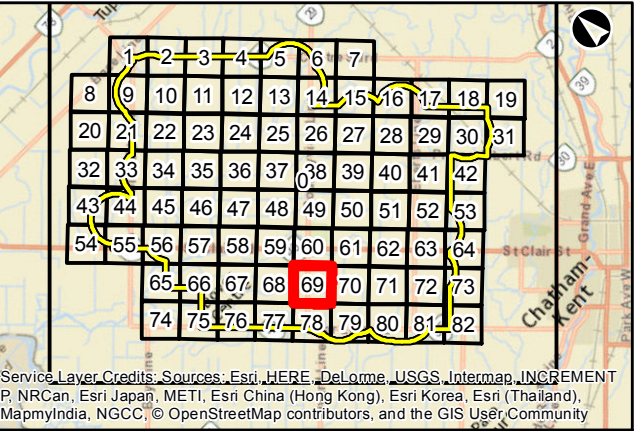 1 2 3 4 5 6 7
8 9 10 11 12 13 14 15 16 17 18 19
20 21 22 23 24 25 26 27 28 29 30 31
32 33 34 35 36 37 38 39 40 41 42
0
43 44 45 46 47 48 49 50 51 52 53
54 55 56 57 58 59 60 61 62 63 64
St Clair St
65 66 67 68 69 70 71 72 73
74 75 76 77 78 79 80 81 82
39
Grand Ave E
Chatham-
Kent
Park Ave W
Service Layer Credits: Sources: Esri, HERE, DeLorme, USGS, Intermap, INCREMENT
P, NRCan, Esri Japan, METI, Esri China (Hong Kong), Esri Korea, Esri (Thailand),
MapmyIndia, NGCC, © OpenStreetMap contributors, and the GIS User Community